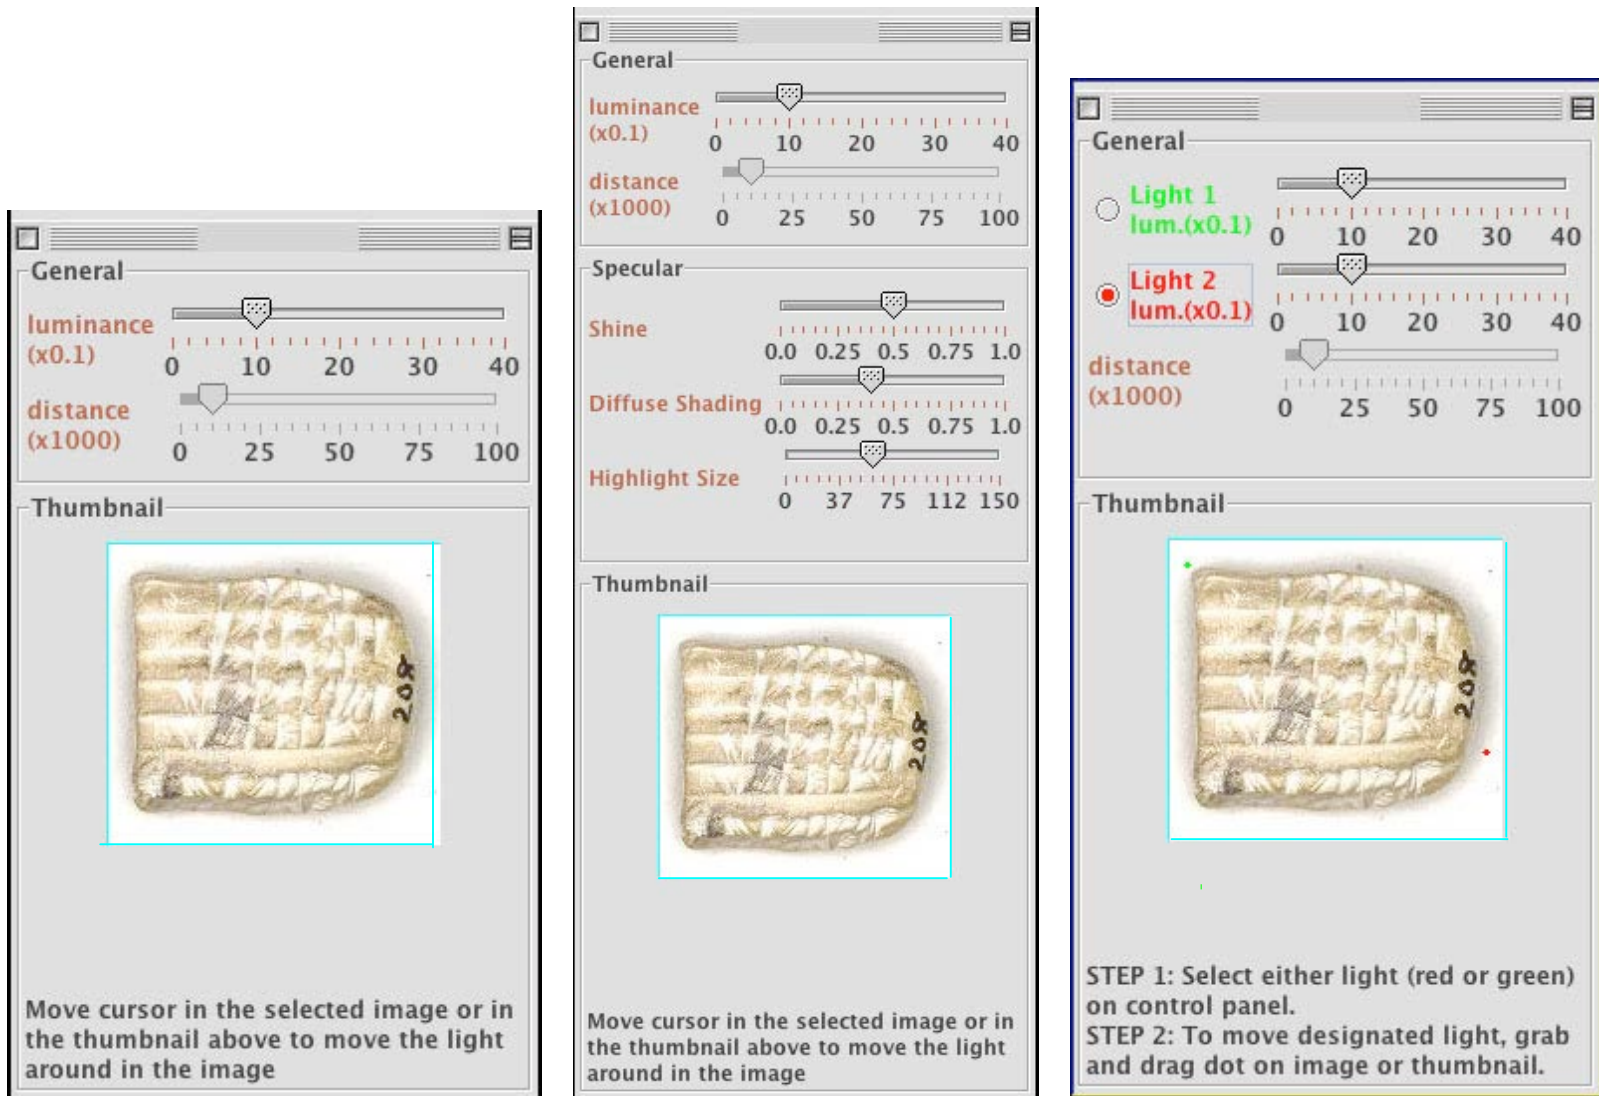 General
luminance
(x0.1)
0 10 20 30 40
distance
(x1000)
0 25 50 75 100
Thumbnail
208
Move cursor in the selected image or in
the thumbnail above to move the light
around in the image
General
luminance
(x0.1)
0 10 20 30 40
distance
(x1000)
0 25 50 75 100
Specular
Shine
0.0 0.25 0.5 0.75 1.0
Diffuse Shading
0.0 0.25 0.5 0.75 1.0
Highlight Size
0 37 75 112 150
Thumbnail
208
Move cursor in the selected image or in
the thumbnail above to move the light
around in the image
General
Light 1
lum.(x0.1)
0 10 20 30 40
Light 2
lum.(x0.1)
0 10 20 30 40
distance
(x1000)
0 25 50 75 100
Thumbnail
208
STEP 1: Select either light (red or green)
on control panel.
STEP 2: To move designated light, grab
and drag dot on image or thumbnail.